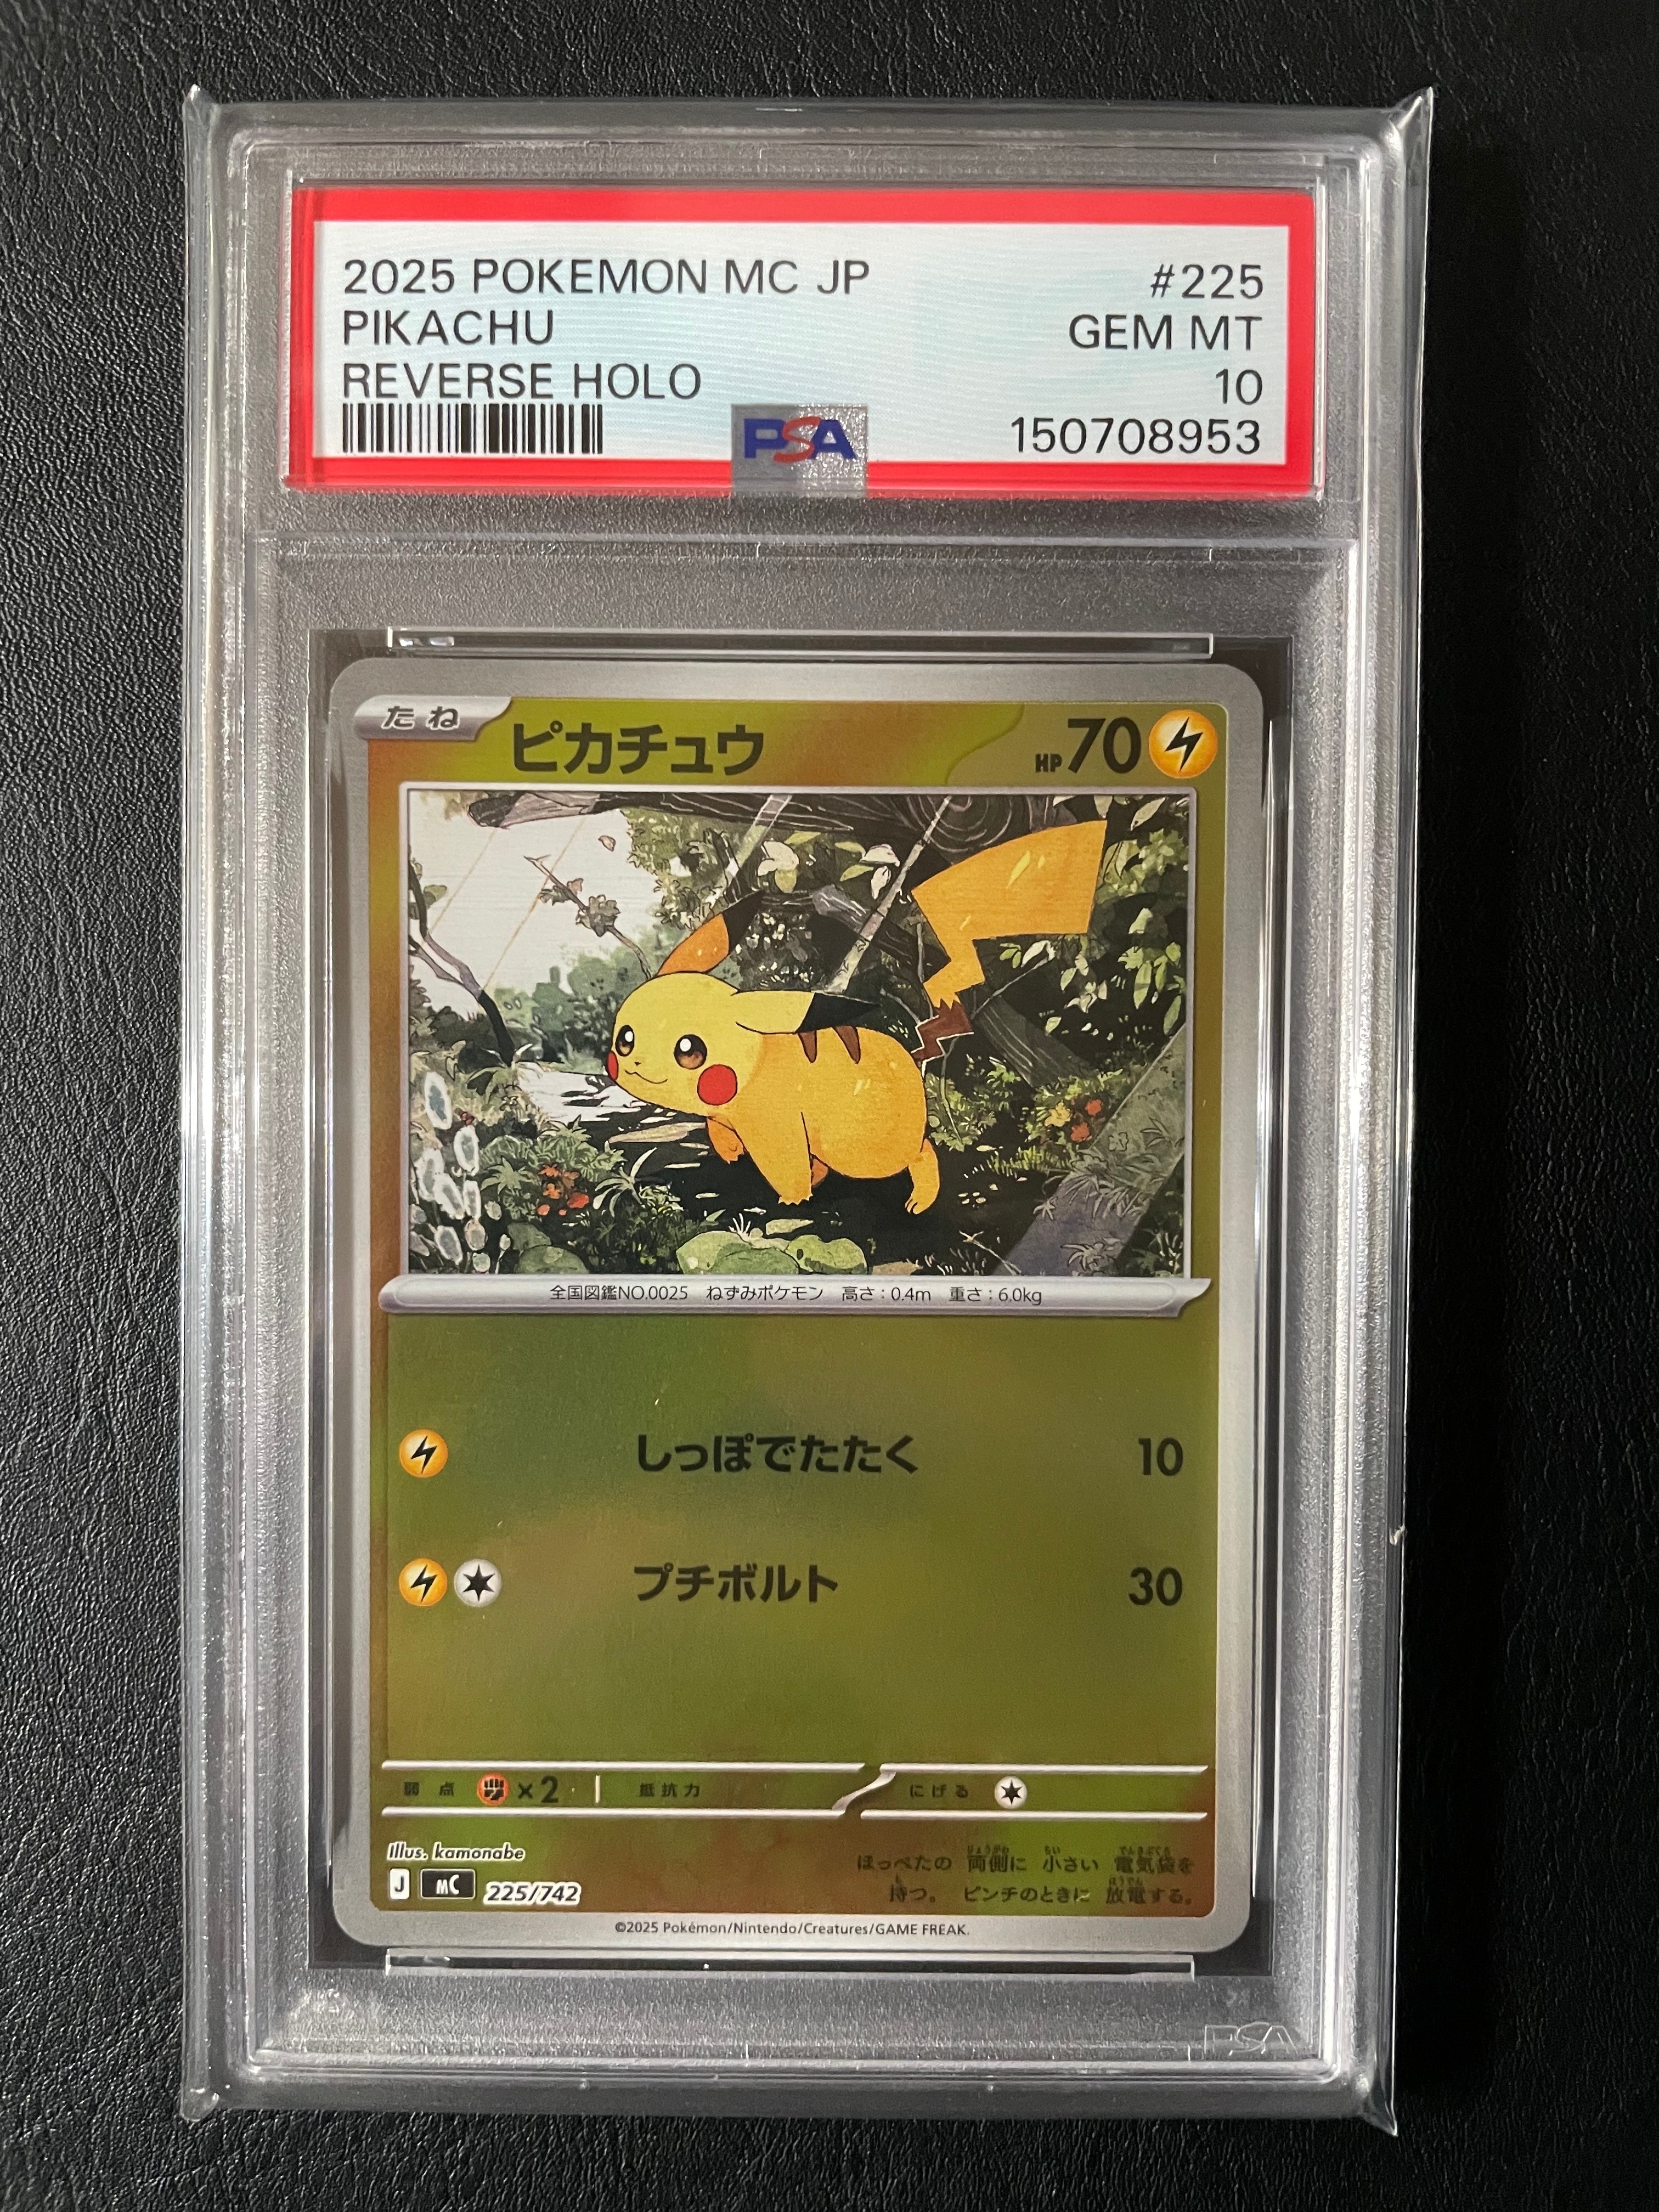 2025 POKEMON MC JP #225
PIKACHU GEM MT
REVERSE HOLO 10
PSA 150708953
たね ピカチュウ HP70
全国図鑑NO.0025 ねずみポケモン 高さ：0.4m 重さ：6.0kg
しっぽでたたく 10
プチボルト 30
弱点 ×2 抵抗力 にげる
Illus. kamonabe
ほっぺたの 両側に 小さい 電気袋を
J MC 225/742
持つ。 ピンチのときに 放電する。
©2025 Pokémon/Nintendo/Creatures/GAME FREAK.
PSA